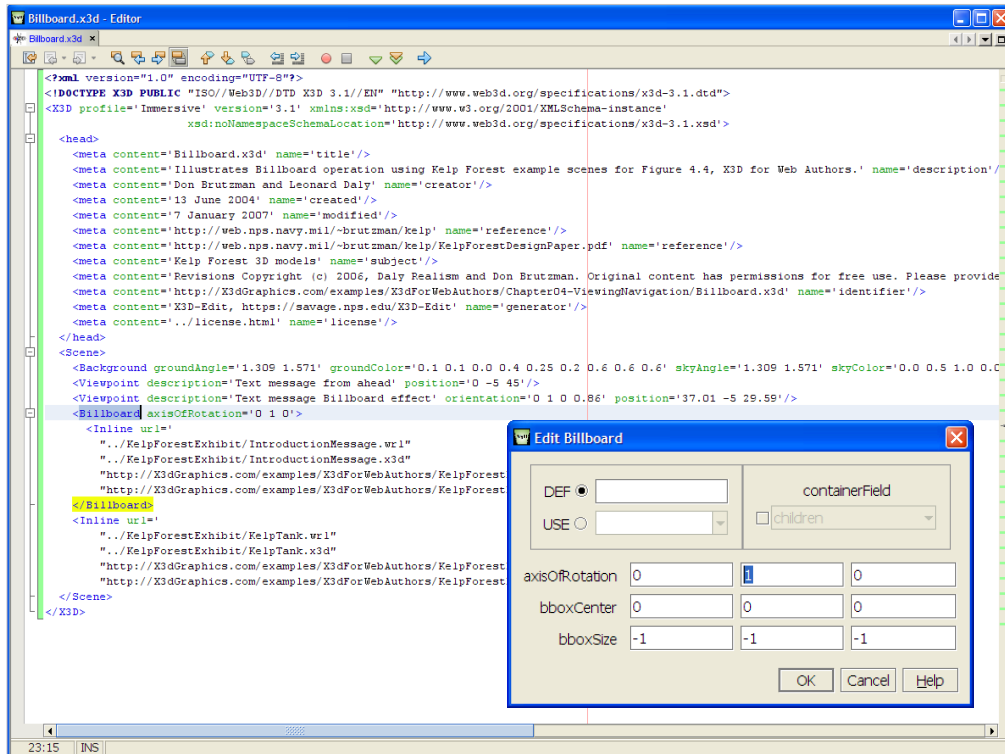 Billboard.x3d - Editor
Billboard.x3d
<?xml version="1.0" encoding="UTF-8"?>
<!DOCTYPE X3D PUBLIC "ISO//Web3D//DTD X3D 3.1//EN" "http://www.web3d.org/specifications/x3d-3.1.dtd">
<X3D profile='Immersive' version='3.1' xmlns:xsd='http://www.w3.org/2001/XMLSchema-instance'
xsd:noNamespaceSchemaLocation='http://www.web3d.org/specifications/x3d-3.1.xsd'>
<head>
<meta content='Billboard.x3d' name='title'/>
<meta content='Illustrates Billboard operation using Kelp Forest example scenes for Figure 4.4, X3D for Web Authors.' name='description'/
<meta content='Don Brutzman and Leonard Daly' name='creator'/>
<meta content='13 June 2004' name='created'/>
<meta content='7 January 2007' name='modified'/>
<meta content='http://web.nps.navy.mil/~brutzman/kelp' name='reference'/>
<meta content='http://web.nps.navy.mil/~brutzman/kelp/KelpForestDesignPaper.pdf' name='reference'/>
<meta content='Kelp Forest 3D models' name='subject'/>
<meta content='Revisions Copyright (c) 2006, Daly Realism and Don Brutzman. Original content has permissions for free use. Please provide
<meta content='http://X3dGraphics.com/examples/X3dForWebAuthors/Chapter04-ViewingNavigation/Billboard.x3d' name='identifier'/>
<meta content='X3D-Edit, https://savage.nps.edu/X3D-Edit' name='generator'/>
<meta content='../license.html' name='license'/>
</head>
<Scene>
<Background groundAngle='1.309 1.571' groundColor='0.1 0.1 0.0 0.4 0.25 0.2 0.6 0.6 0.6' skyAngle='1.309 1.571' skyColor='0.0 0.5 1.0 0.0
<Viewpoint description='Text message from ahead' position='0 -5 45'/>
<Viewpoint description='Text message Billboard effect' orientation='0 1 0 0.86' position='37.01 -5 29.59'/>
<Billboard axisOfRotation='0 1 0'>
<Inline url='
"../KelpForestExhibit/IntroductionMessage.wrl"
"../KelpForestExhibit/IntroductionMessage.x3d"
"http://X3dGraphics.com/examples/X3dForWebAuthors/KelpForest
"http://X3dGraphics.com/examples/X3dForWebAuthors/KelpForest
</Billboard>
<Inline url='
"../KelpForestExhibit/KelpTank.wrl"
"../KelpForestExhibit/KelpTank.x3d"
"http://X3dGraphics.com/examples/X3dForWebAuthors/KelpForest
"http://X3dGraphics.com/examples/X3dForWebAuthors/KelpForest
</Scene>
</X3D>
Edit Billboard
DEF
containerField
USE
children
axisOfRotation 0 1 0
bboxCenter 0 0 0
bboxSize -1 -1 -1
OK Cancel Help
23:15 INS